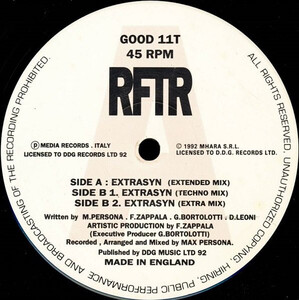 GOOD 11T
45 RPM
RFTR
ALL RIGHTS RESERVED. UNAUTHORIZED COPYING, HIRING, PUBLIC PERFORMANCE AND BROADCASTING OF THE RECORDING PROHIBITED.
℗ MEDIA RECORDS , ITALY
LICENSED TO DDG RECORDS LTD 92
© 1992 MHARA S.R.L.
LICENSED TO D.D.G. RECORDS LTD.
SIDE A : EXTRASYN (EXTENDED MIX)
SIDE B 1. EXTRASYN (TECHNO MIX)
SIDE B 2. EXTRASYN (EXTRA MIX)
Written by M.PERSONA . F.ZAPPALA . G.BORTOLOTTI . D.LEONI
ARTISTIC PRODUCTION by F.ZAPPALA
(Executive Producer G.BORTOLOTTI)
Recorded , Arranged and Mixed by MAX PERSONA.
Published by DDG MUSIC LTD 92
MADE IN ENGLAND